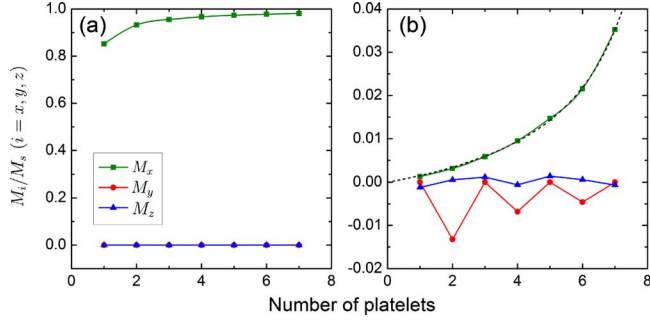 (a)
(b)
M_i/M_s (i = x, y, z)
1.0
0.8
0.6
0.4
0.2
0.0
M_x
M_y
M_z
0 2 4 6 8
0.04
0.03
0.02
0.01
0.00
-0.01
-0.02
0 2 4 6 8
Number of platelets